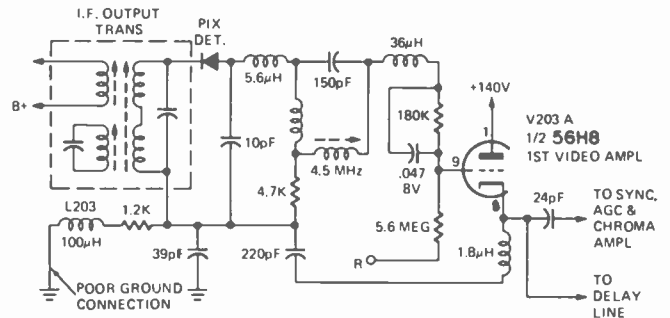 I.F. OUTPUT
TRANS
PIX
DET.
B+
5.6μH
150pF
36μH
+140V
1
180K
V203 A
1/2 56H8
1ST VIDEO AMPL
10pF
4.5 MHz
.047
8V
9
8
24pF
TO SYNC,
AGC &
CHROMA
AMPL
4.7K
L203
1.2K
100μH
39pF
220pF
5.6 MEG
R
1.8μH
POOR GROUND
CONNECTION
TO
DELAY
LINE